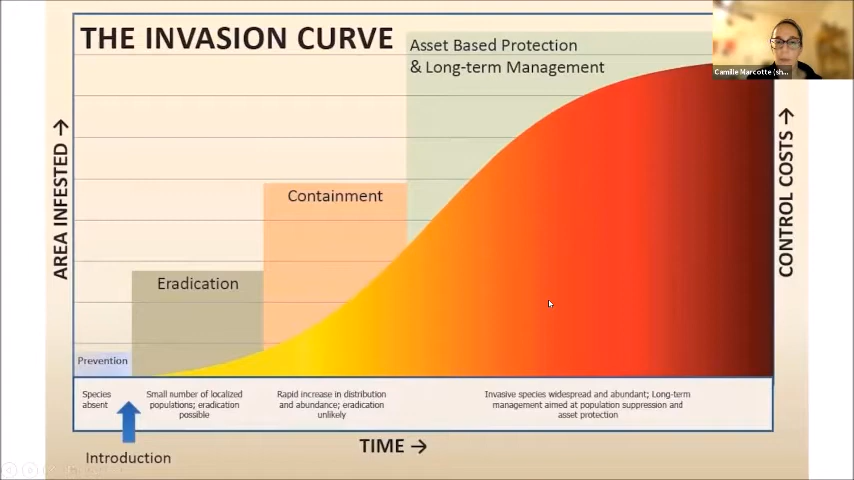 THE INVASION CURVE
Asset Based Protection
& Long-term Management
Camille Marcotte (sh...
AREA INFESTED →
CONTROL COSTS →
Containment
Eradication
Prevention
Species
absent
Small number of localized
populations; eradication
possible
Rapid increase in distribution
and abundance; eradication
unlikely
Invasive species widespread and abundant; Long-term
management aimed at population suppression and
asset protection
TIME →
Introduction